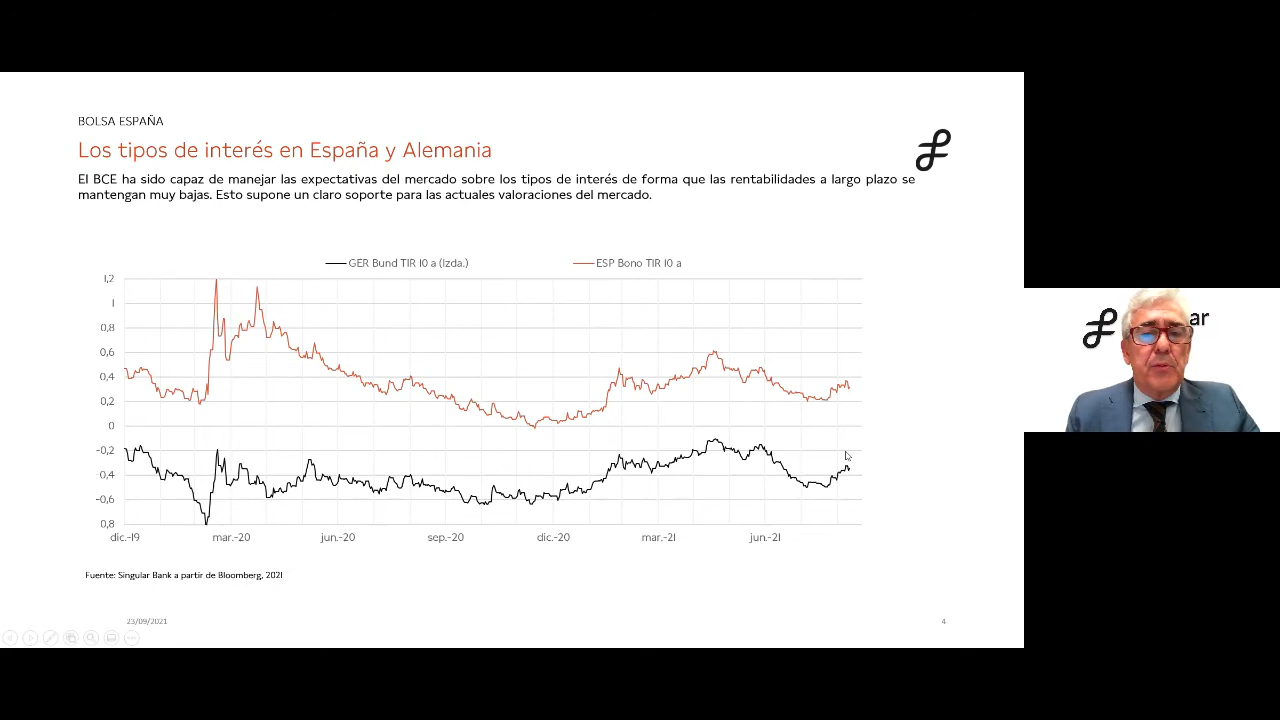 BOLSA ESPAÑA
Los tipos de interés en España y Alemania
El BCE ha sido capaz de manejar las expectativas del mercado sobre los tipos de interés de forma que las rentabilidades a largo plazo se
mantengan muy bajas. Esto supone un claro soporte para las actuales valoraciones del mercado.
GER Bund TIR 10 a (Izda.)
ESP Bono TIR 10 a
1,2
1
0,8
0,6
0,4
0,2
0
-0,2
0,4
-0,6
0,8
dic.-19 mar.-20 jun.-20 sep.-20 dic.-20 mar.-21 jun.-21
Fuente: Singular Bank a partir de Bloomberg, 2021
23/09/2021
4
ar